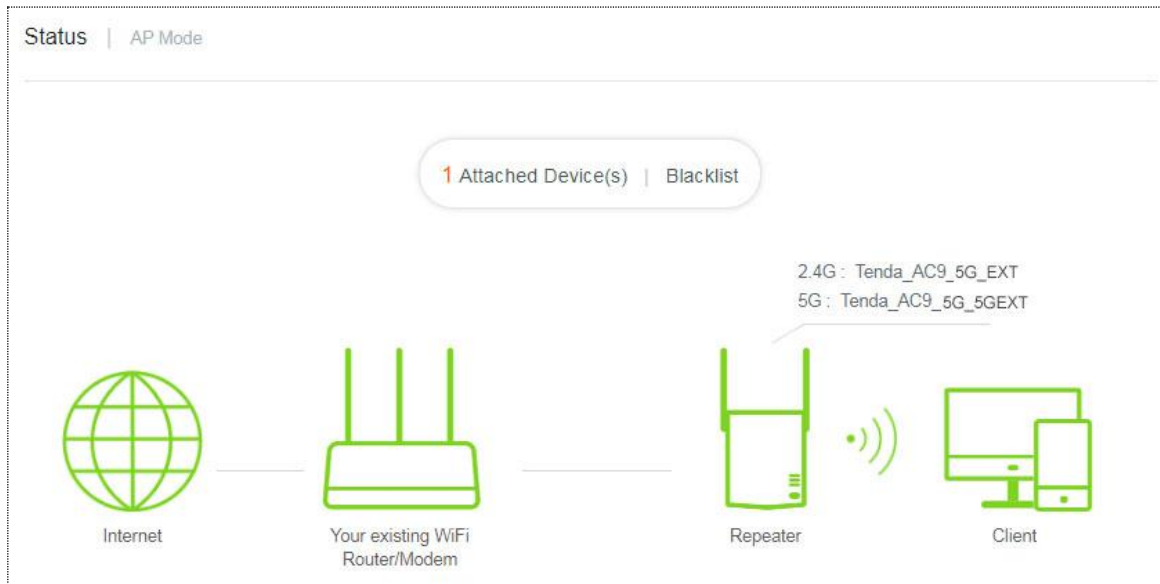 Status | AP Mode
1 Attached Device(s) | Blacklist
2.4G : Tenda_AC9_5G_EXT
5G : Tenda_AC9_5G_5GEXT
Internet
Your existing WiFi
Router/Modem
Repeater
Client